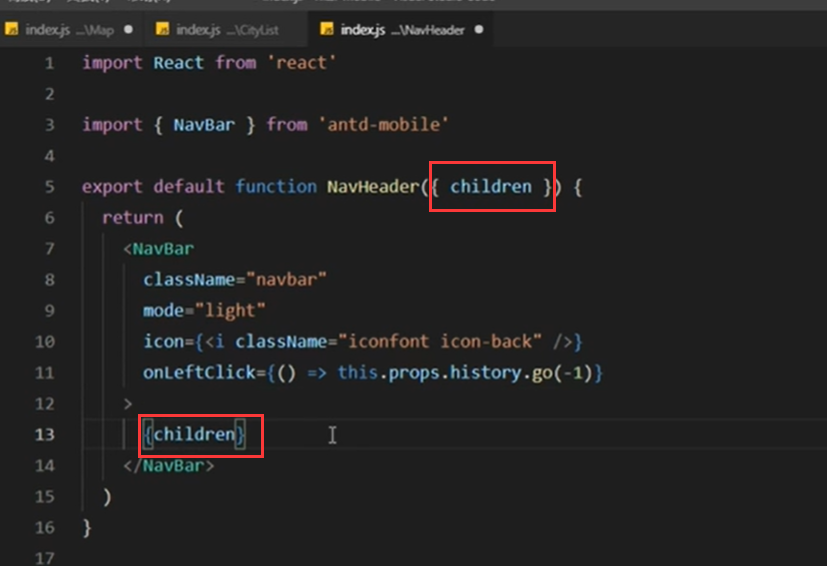 index.js ...\Map
index.js ...\CityList
index.js ...\NavHeader
1 import React from 'react'
2
3 import { NavBar } from 'antd-mobile'
4
5 export default function NavHeader({ children }) {
6 return (
7 <NavBar
8 className="navbar"
9 mode="light"
10 icon={<i className="iconfont icon-back" />}
11 onLeftClick={() => this.props.history.go(-1)}
12 >
13 {children}
14 </NavBar>
15 )
16 }
17